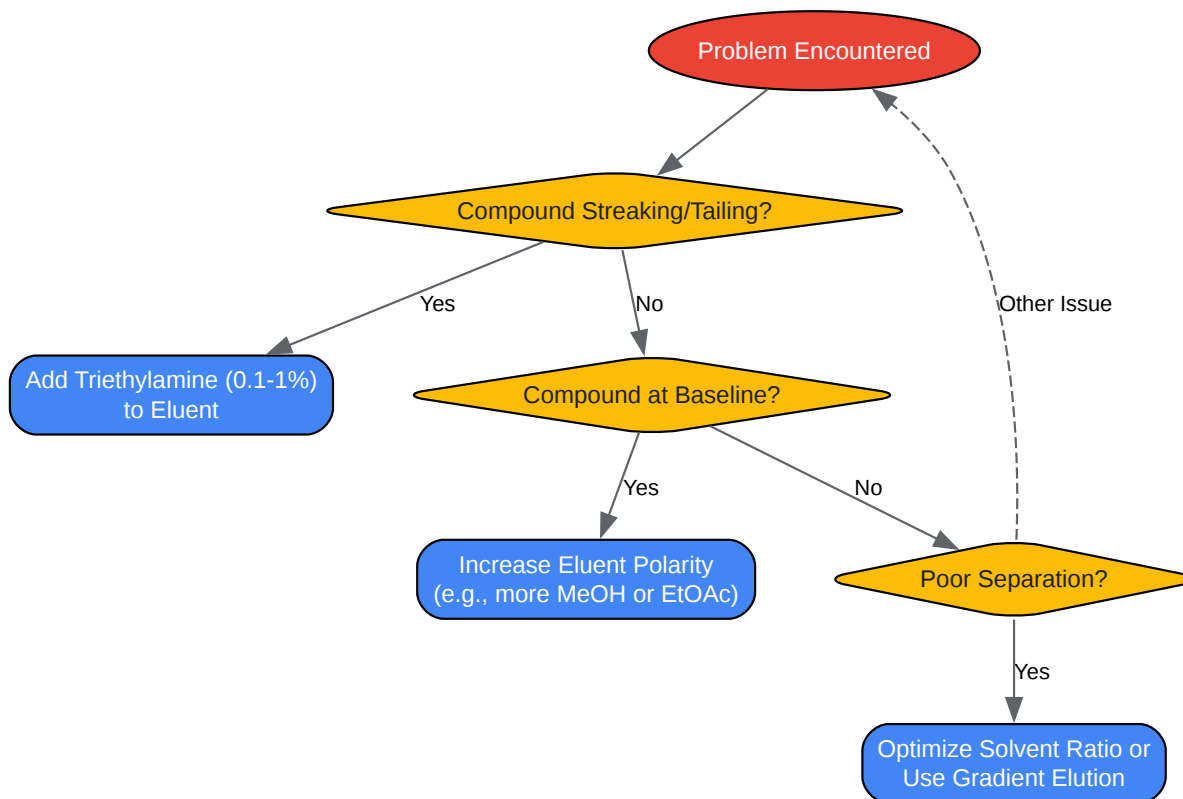 Problem Encountered
Compound Streaking/Tailing?
Yes
No
Other Issue
Add Triethylamine (0.1-1%)
to Eluent
Compound at Baseline?
Yes
No
Increase Eluent Polarity
(e.g., more MeOH or EtOAc)
Poor Separation?
Yes
Optimize Solvent Ratio or
Use Gradient Elution